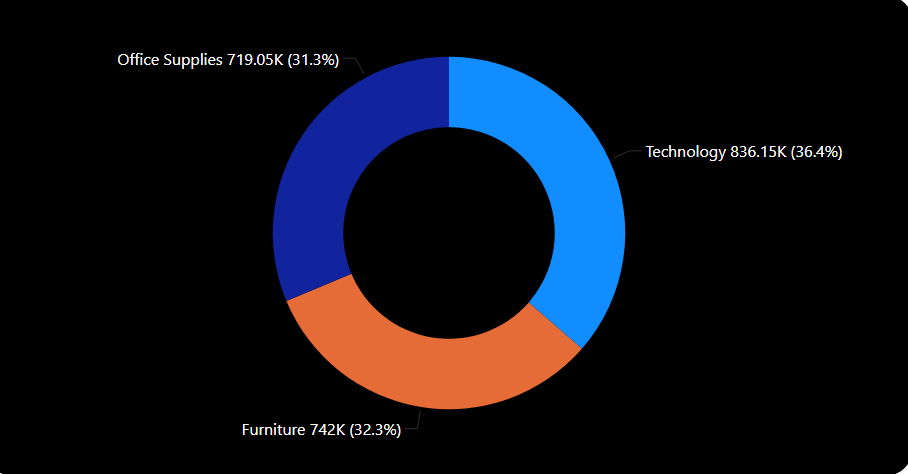 Office Supplies 719.05K (31.3%)
Technology 836.15K (36.4%)
Furniture 742K (32.3%)